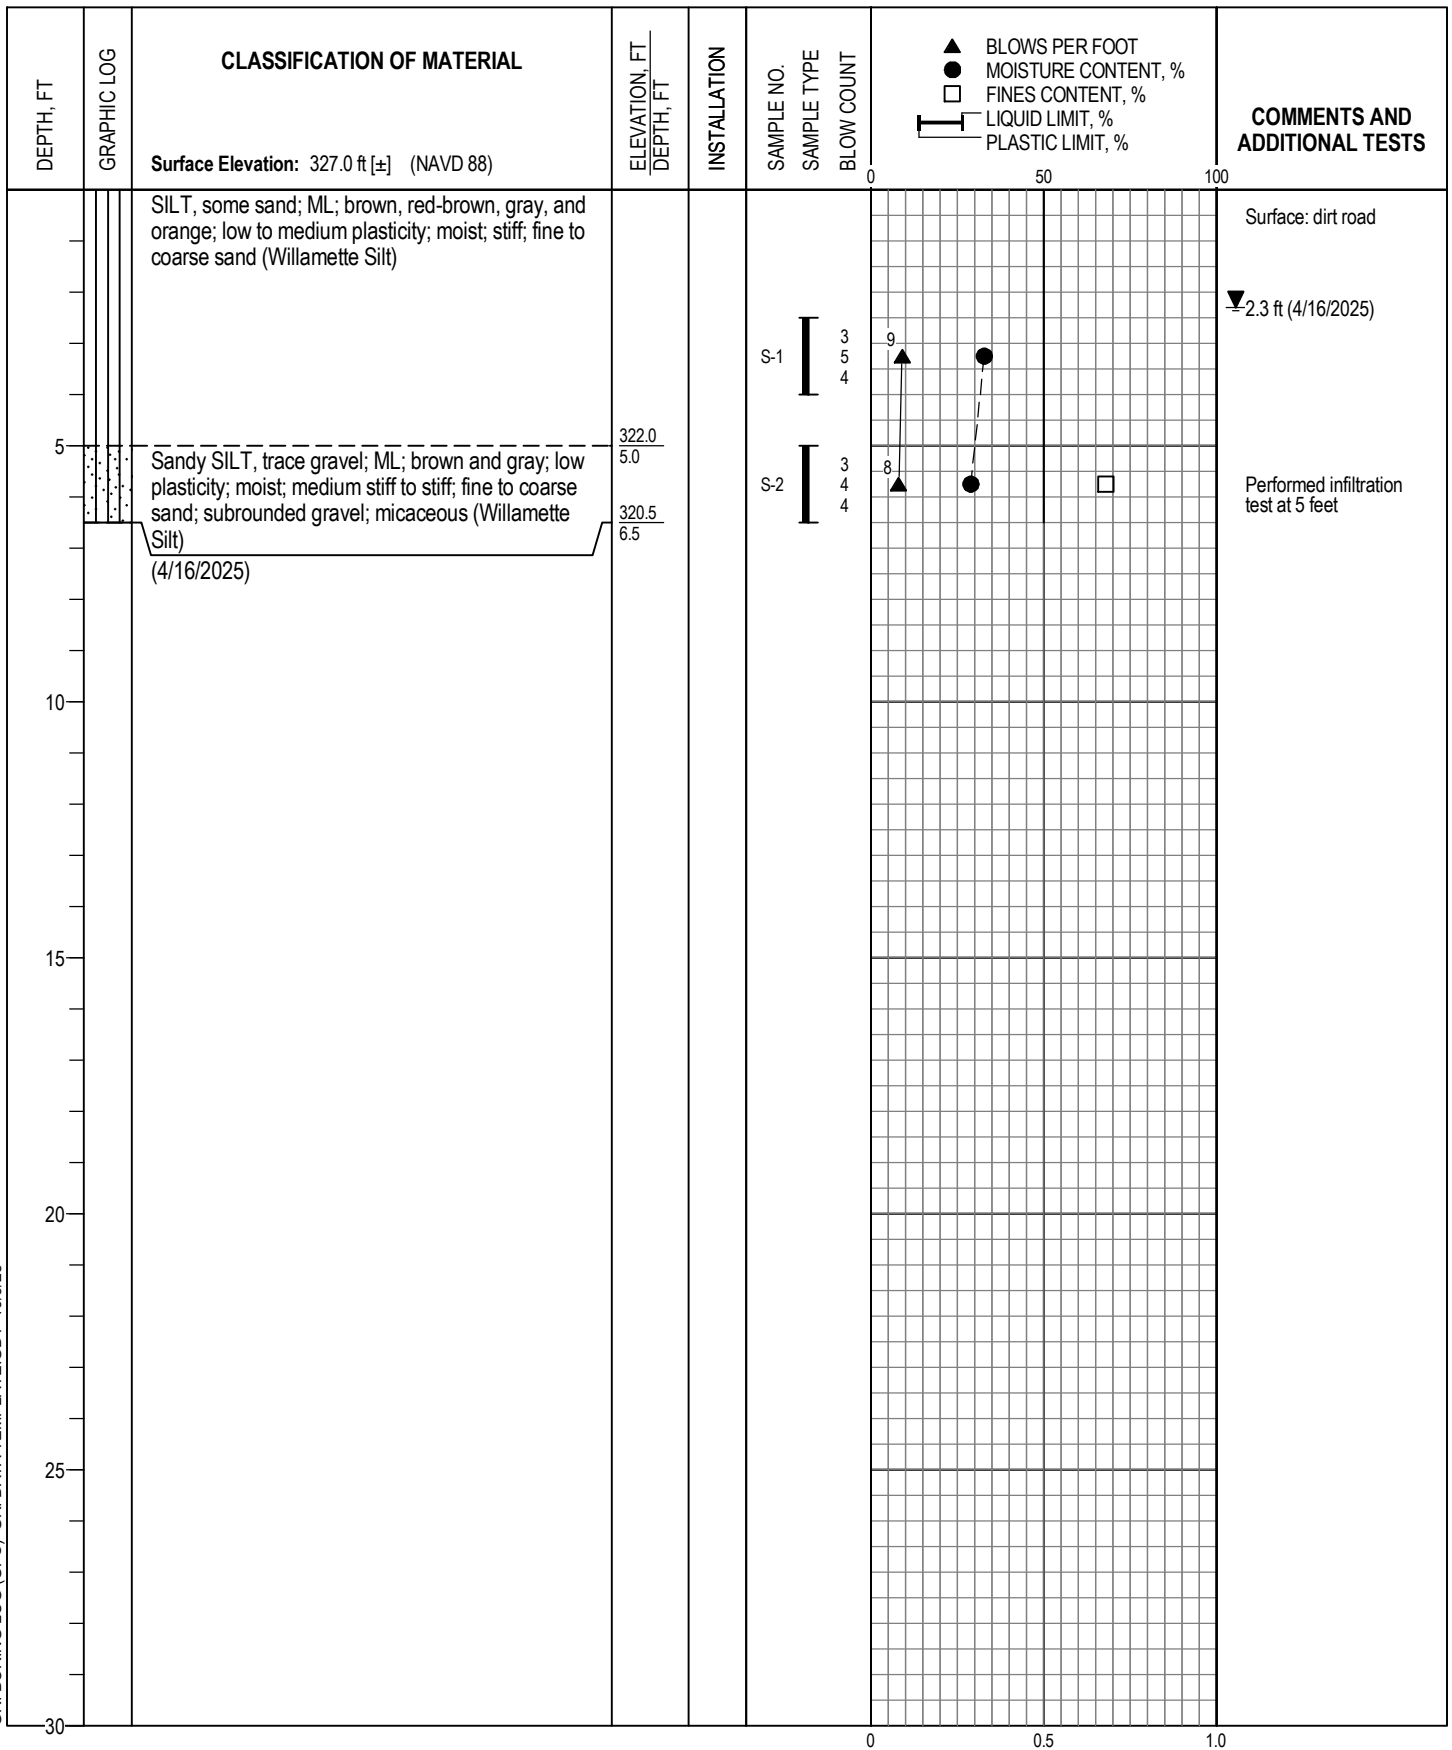 DEPTH, FT
GRAPHIC LOG
CLASSIFICATION OF MATERIAL
Surface Elevation: 327.0 ft [±] (NAVD 88)
ELEVATION, FT
DEPTH, FT
INSTALLATION
SAMPLE NO.
SAMPLE TYPE
BLOW COUNT
BLOWS PER FOOT
MOISTURE CONTENT, %
FINES CONTENT, %
LIQUID LIMIT, %
PLASTIC LIMIT, %
0 50 100
COMMENTS AND
ADDITIONAL TESTS
SILT, some sand; ML; brown, red-brown, gray, and
orange; low to medium plasticity; moist; stiff; fine to
coarse sand (Willamette Silt)
Surface: dirt road
2.3 ft (4/16/2025)
S-1
3
5
4
9
5
322.0
5.0
Sandy SILT, trace gravel; ML; brown and gray; low
plasticity; moist; medium stiff to stiff; fine to coarse
sand; subrounded gravel; micaceous (Willamette
Silt)
320.5
6.5
S-2
3
4
4
8
Performed infiltration
test at 5 feet
(4/16/2025)
10
15
20
25
30
0 0.5 1.0